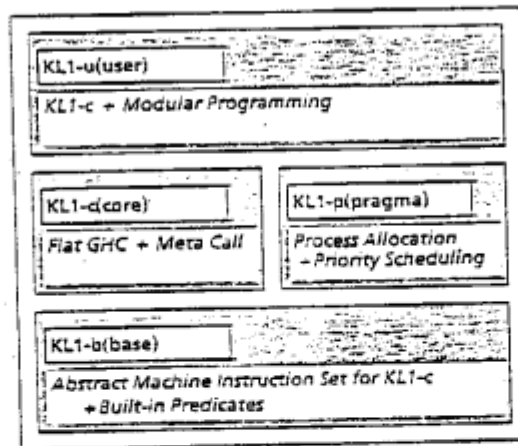 KL1-u(user)
KL1-c + Modular Programming
KL1-c(core)
Flat GHC + Meta Call
KL1-p(pragma)
Process Allocation
+ Priority Scheduling
KL1-b(base)
Abstract Machine Instruction Set for KL1-c
+ Built-in Predicates